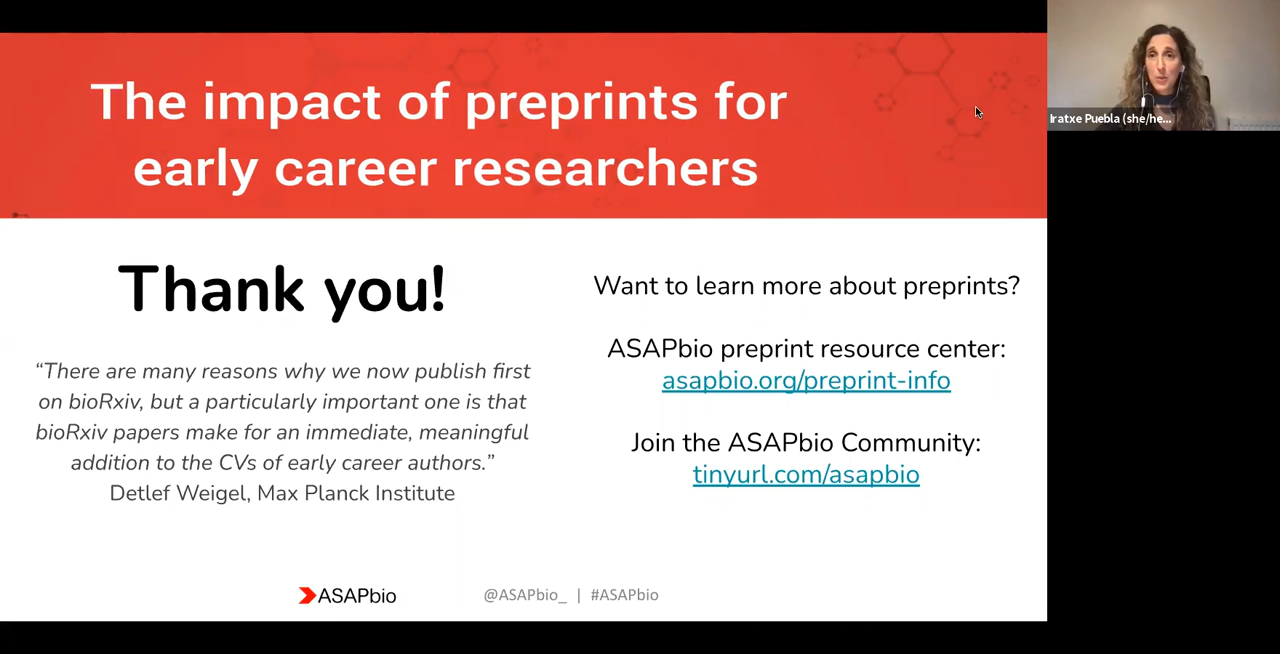 The impact of preprints for
early career researchers
Thank you!
“There are many reasons why we now publish first
on bioRxiv, but a particularly important one is that
bioRxiv papers make for an immediate, meaningful
addition to the CVs of early career authors.”
Detlef Weigel, Max Planck Institute
Want to learn more about preprints?
ASAPbio preprint resource center:
asapbio.org/preprint-info
Join the ASAPbio Community:
tinyurl.com/asapbio
ASAPbio
@ASAPbio_ | #ASAPbio
Iratxe Puebla (she/he...